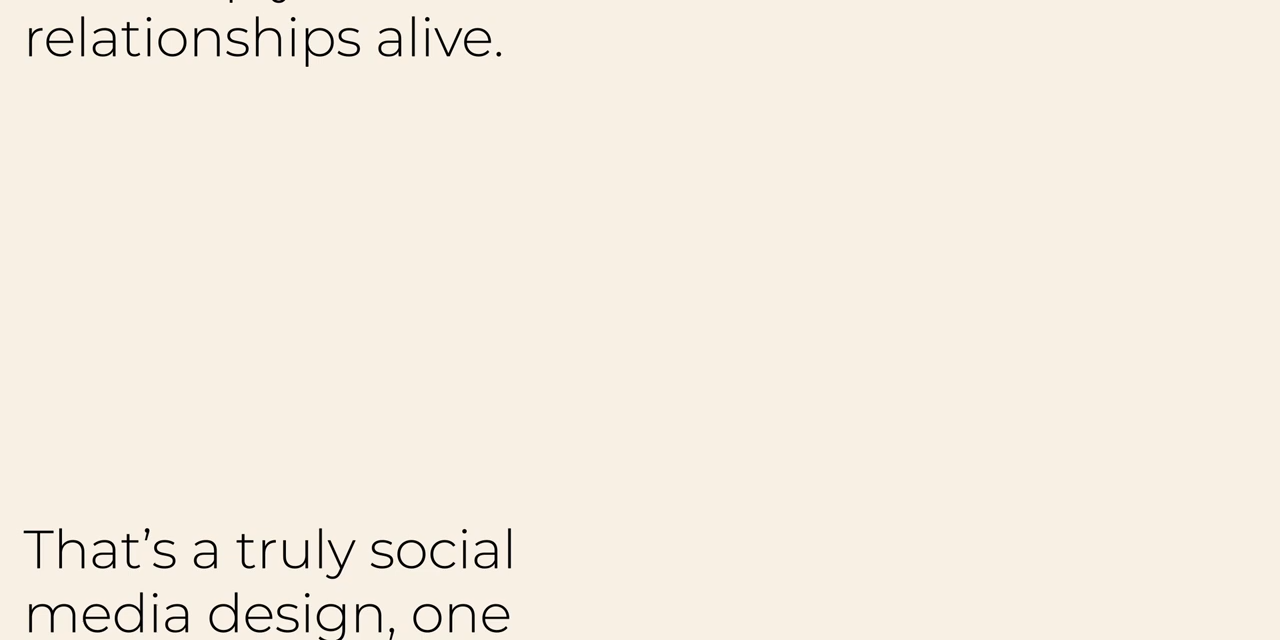 relationships alive.
That’s a truly social
media design, one